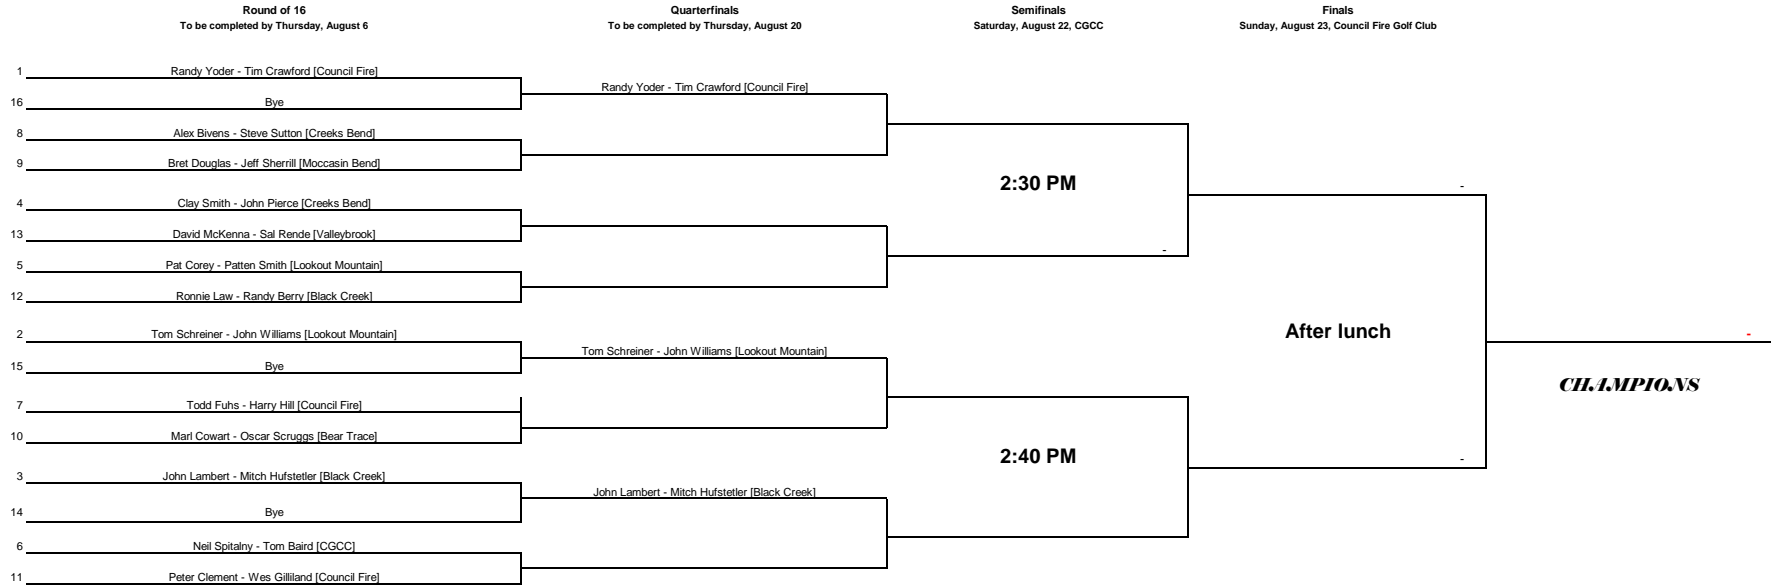 Round of 16
To be completed by Thursday, August 6
Quarterfinals
To be completed by Thursday, August 20
Semifinals
Saturday, August 22, CGCC
Finals
Sunday, August 23, Council Fire Golf Club
1 Randy Yoder - Tim Crawford [Council Fire]
Randy Yoder - Tim Crawford [Council Fire]
16 Bye
8 Alex Bivens - Steve Sutton [Creeks Bend]
9 Bret Douglas - Jeff Sherrill [Moccasin Bend]
2:30 PM
-
4 Clay Smith - John Pierce [Creeks Bend]
13 David McKenna - Sal Rende [Valleybrook]
-
5 Pat Corey - Patten Smith [Lookout Mountain]
12 Ronnie Law - Randy Berry [Black Creek]
2 Tom Schreiner - John Williams [Lookout Mountain]
After lunch
-
Tom Schreiner - John Williams [Lookout Mountain]
15 Bye
CHAMPIONS
7 Todd Fuhs - Harry Hill [Council Fire]
10 Marl Cowart - Oscar Scruggs [Bear Trace]
2:40 PM
-
3 John Lambert - Mitch Hufstetler [Black Creek]
John Lambert - Mitch Hufstetler [Black Creek]
14 Bye
6 Neil Spitalny - Tom Baird [CGCC]
11 Peter Clement - Wes Gilliland [Council Fire]